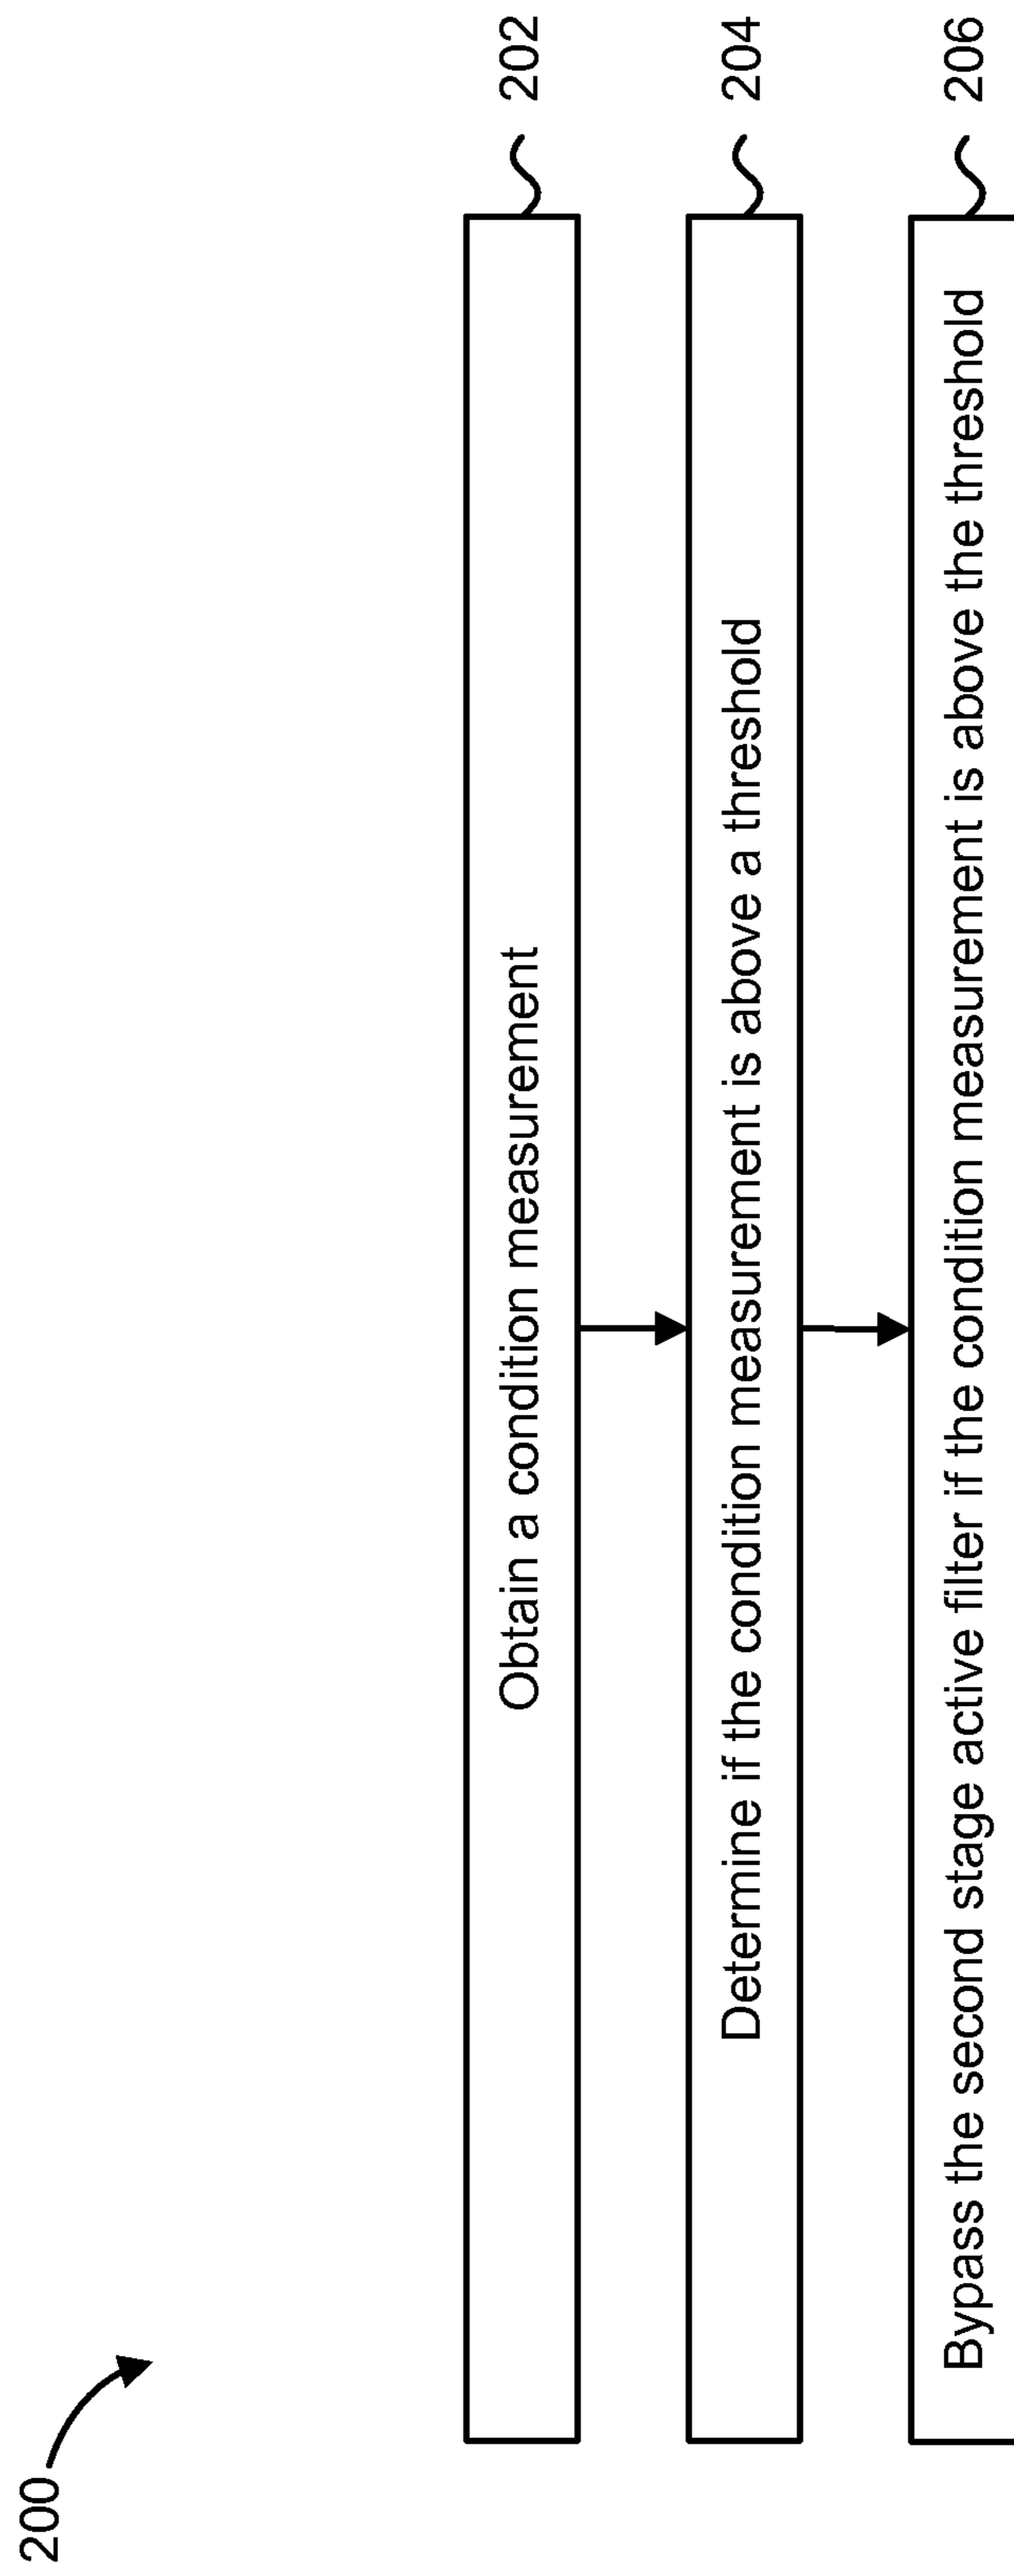 200
Obtain a condition measurement
202
Determine if the condition measurement is above a threshold
204
Bypass the second stage active filter if the condition measurement is above the threshold
206